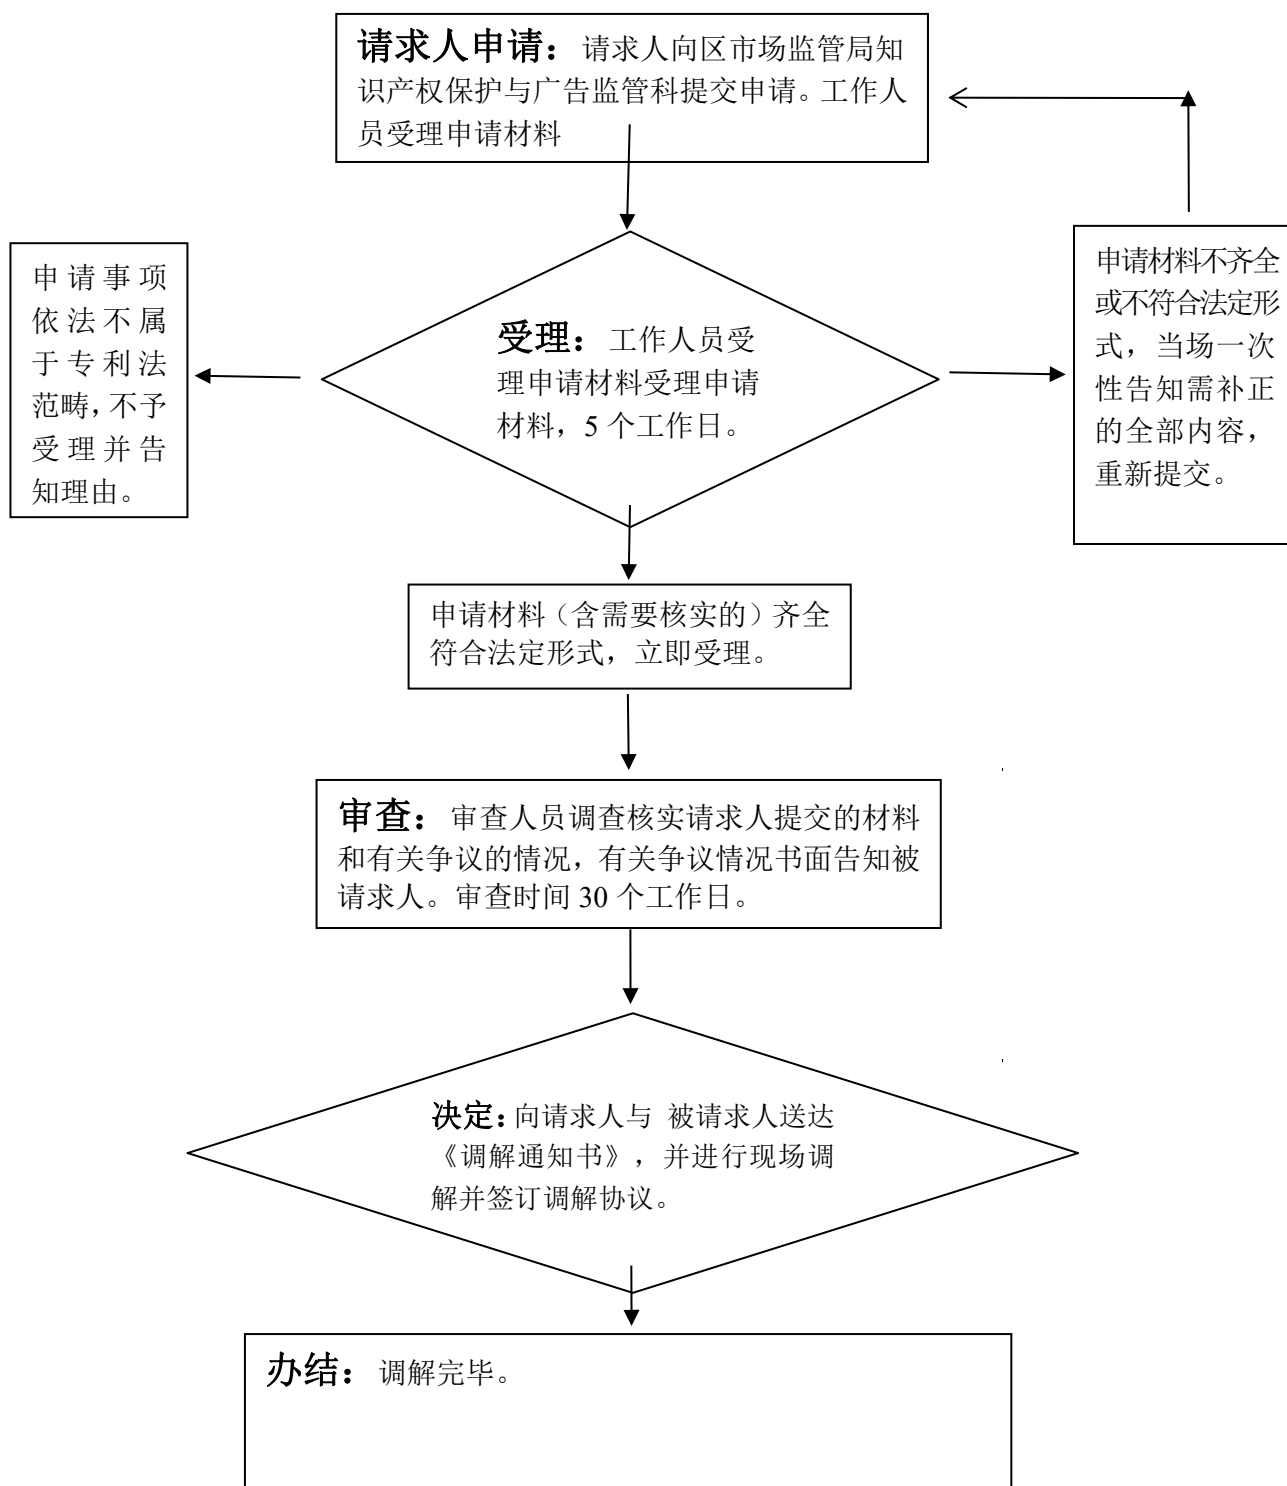 请求人申请：请求人向区市场监管局知
识产权保护与广告监管科提交申请。工作人
员受理申请材料
申请事项
依法不属
于专利法
范畴，不予
受理并告
知理由。
受理：工作人员受
理申请材料受理申请
材料，5 个工作日。
申请材料不齐全
或不符合法定形
式，当场一次
性告知需补正
的全部内容，
重新提交。
申请材料（含需要核实的）齐全
符合法定形式，立即受理。
审查：审查人员调查核实请求人提交的材料
和有关争议的情况，有关争议情况书面告知被
请求人。审查时间 30 个工作日。
决定：向请求人与 被请求人送达
《调解通知书》，并进行现场调
解并签订调解协议。
办结：调解完毕。